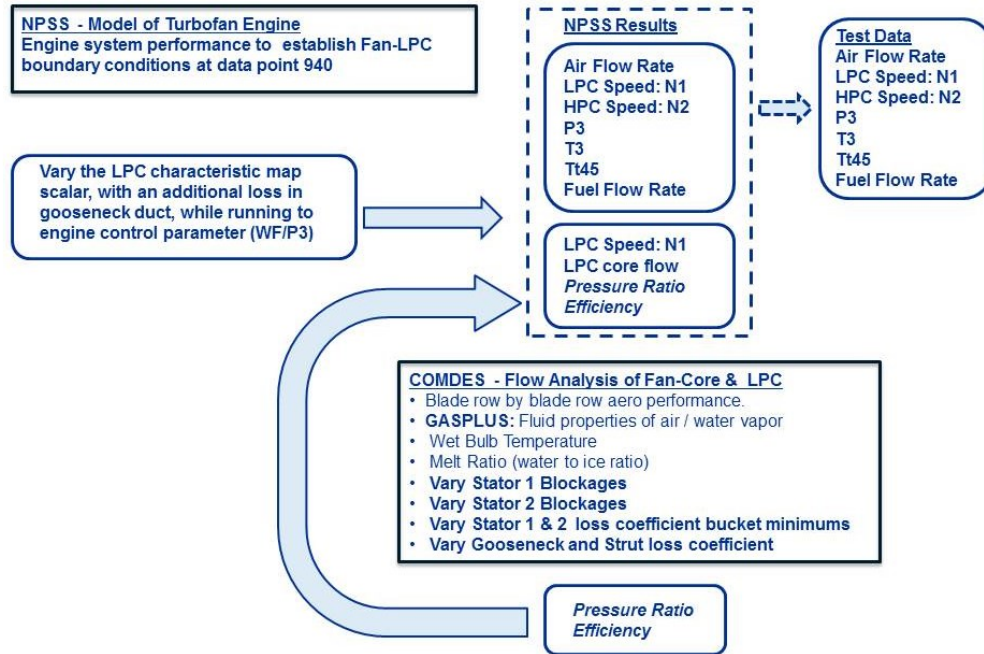 NPSS - Model of Turbofan Engine
Engine system performance to establish Fan-LPC
boundary conditions at data point 940
NPSS Results
Air Flow Rate
LPC Speed: N1
HPC Speed: N2
P3
T3
Tt45
Fuel Flow Rate
Test Data
Air Flow Rate
LPC Speed: N1
HPC Speed: N2
P3
T3
Tt45
Fuel Flow Rate
Vary the LPC characteristic map
scalar, with an additional loss in
gooseneck duct, while running to
engine control parameter (WF/P3)
LPC Speed: N1
LPC core flow
Pressure Ratio
Efficiency
COMDES - Flow Analysis of Fan-Core & LPC
• Blade row by blade row aero performance.
• GASPLUS: Fluid properties of air / water vapor
• Wet Bulb Temperature
• Melt Ratio (water to ice ratio)
• Vary Stator 1 Blockages
• Vary Stator 2 Blockages
• Vary Stator 1 & 2 loss coefficient bucket minimums
• Vary Gooseneck and Strut loss coefficient
Pressure Ratio
Efficiency